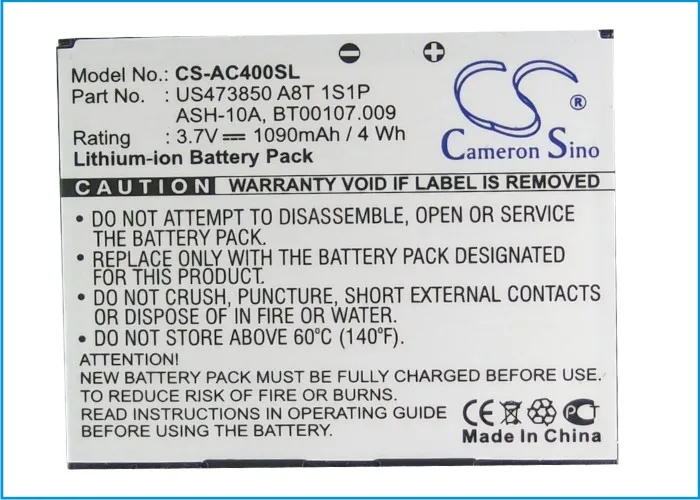 Model No.: CS-AC400SL
Part No.: US473850 A8T 1S1P
ASH-10A, BT00107.009
Rating : 3.7V 1090mAh / 4 Wh
Lithium-ion Battery Pack
CS ®
Cameron Sino
CAUTION WARRANTY VOID IF LABEL IS REMOVED
• DO NOT ATTEMPT TO DISASSEMBLE, OPEN OR SERVICE
THE BATTERY PACK.
• REPLACE ONLY WITH THE BATTERY PACK DESIGNATED
FOR THIS PRODUCT.
• DO NOT CRUSH, PUNCTURE, SHORT EXTERNAL CONTACTS
OR DISPOSE OF IN FIRE OR WATER.
• DO NOT STORE ABOVE 60°C (140°F).
ATTENTION!
NEW BATTERY PACK MUST BE FULLY CHARGED BEFORE USE.
TO REDUCE RISK OF FIRE OR BURNS.
READ INSTRUCTIONS IN OPERATING GUIDE
BEFORE USING BATTERY PACK.
CE PC
Made In China